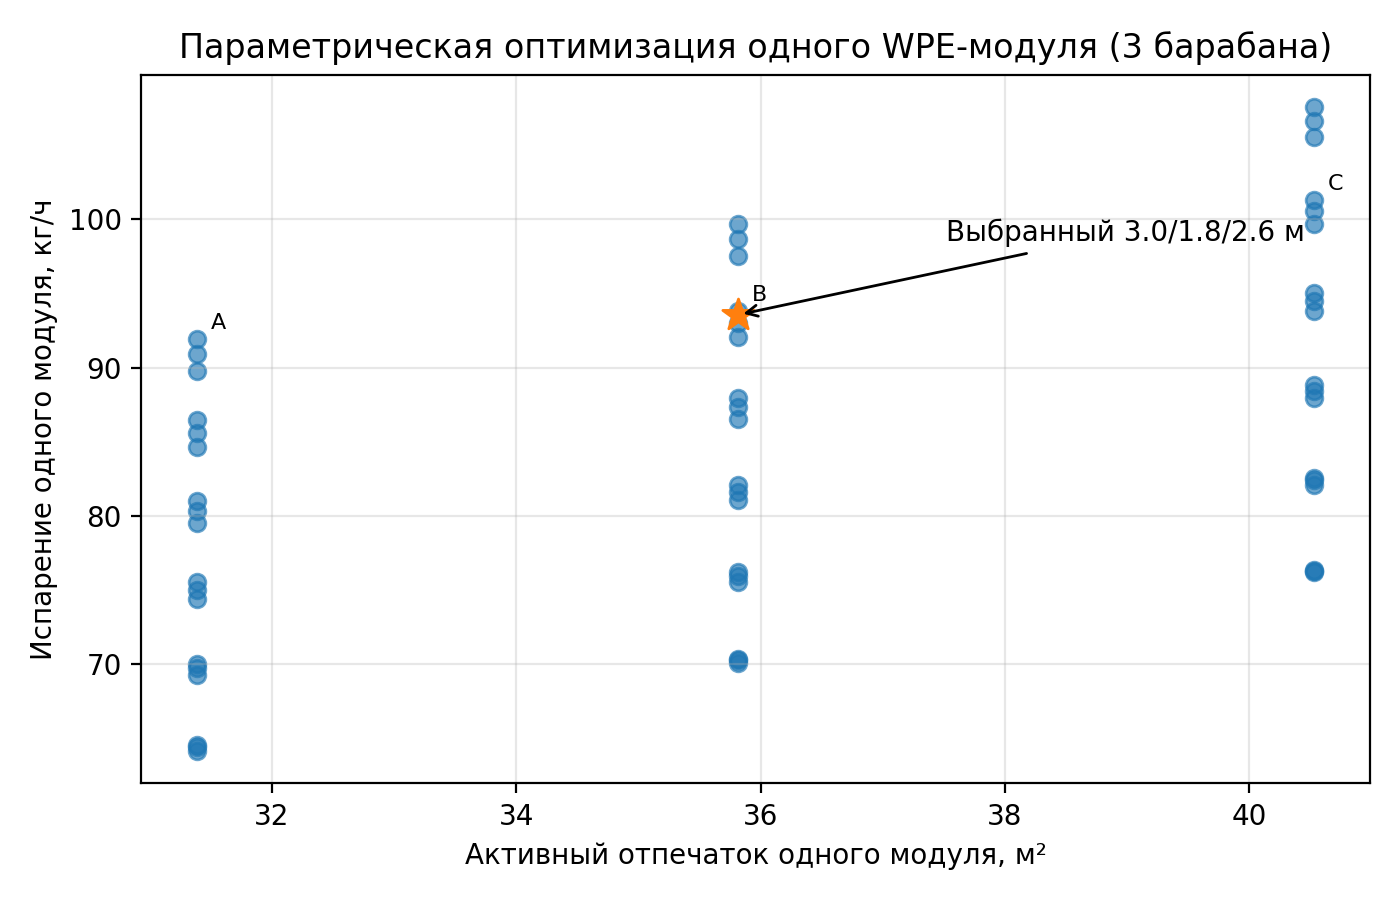 Параметрическая оптимизация одного WPE-модуля (3 барабана)
Испарение одного модуля, кг/ч
100
90
80
70
A
B
C
Выбранный 3.0/1.8/2.6 м
32
34
36
38
40
Активный отпечаток одного модуля, м²